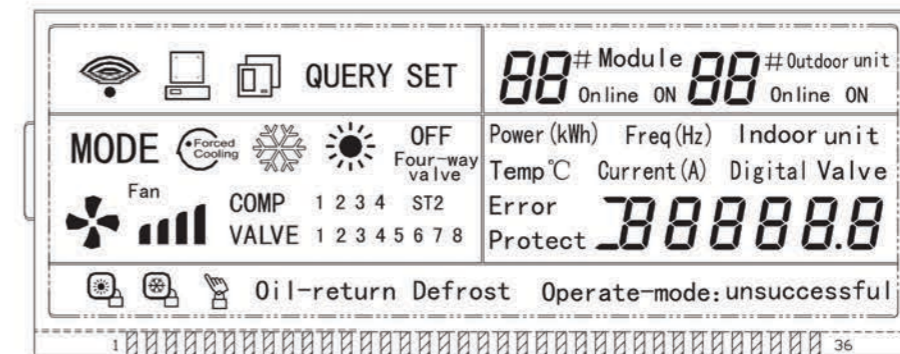 QUERY SET
88 # Module 88 # Outdoor unit
Online ON Online ON
MODE Forced Cooling OFF
Four-way valve
Power(kWh) Freq(Hz) Indoor unit
Temp℃ Current(A) Digital Valve
Fan
COMP 1 2 3 4 ST2
VALVE 1 2 3 4 5 6 7 8
Error
Protect 88888.8
Oil-return Defrost Operate-mode:unsuccessful
1 36